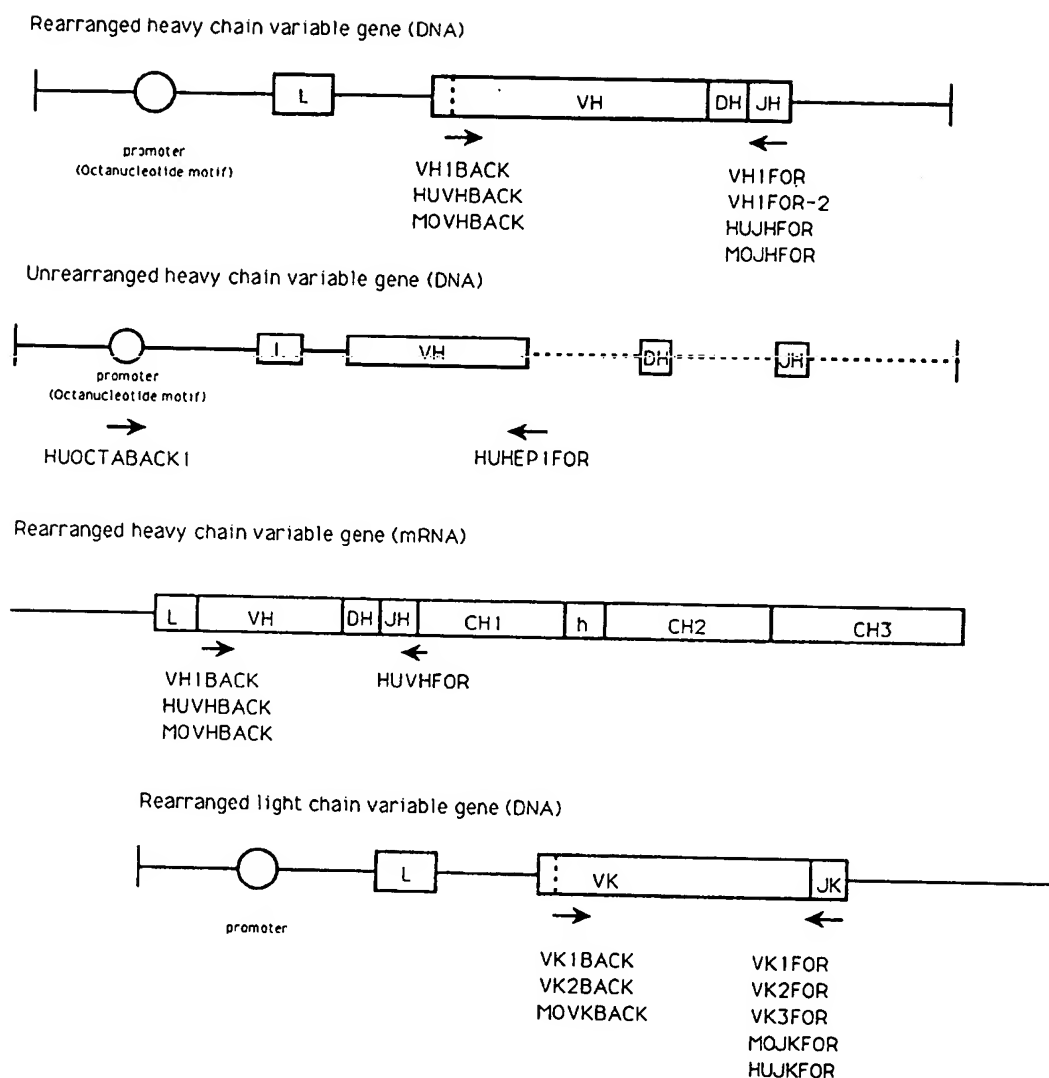 Rearranged heavy chain variable gene (DNA)
L
VH
DH
JH
promoter
(Octanucleotide motif)
VH1BACK
HUVHBACK
MOVHBACK
VH1FOR
VH1FOR-2
HUJHFOR
MOJHFOR
Unrearranged heavy chain variable gene (DNA)
L
VH
DH
JH
promoter
(Octanucleotide motif)
HUOCTABACK1
HUHEP1FOR
Rearranged heavy chain variable gene (mRNA)
L
VH
DH
JH
CH1
h
CH2
CH3
VH1BACK
HUVHBACK
MOVHBACK
HUVHFOR
Rearranged light chain variable gene (DNA)
L
VK
JK
promoter
VK1BACK
VK2BACK
MOVKBACK
VK1FOR
VK2FOR
VK3FOR
MOJKFOR
HUJKFOR